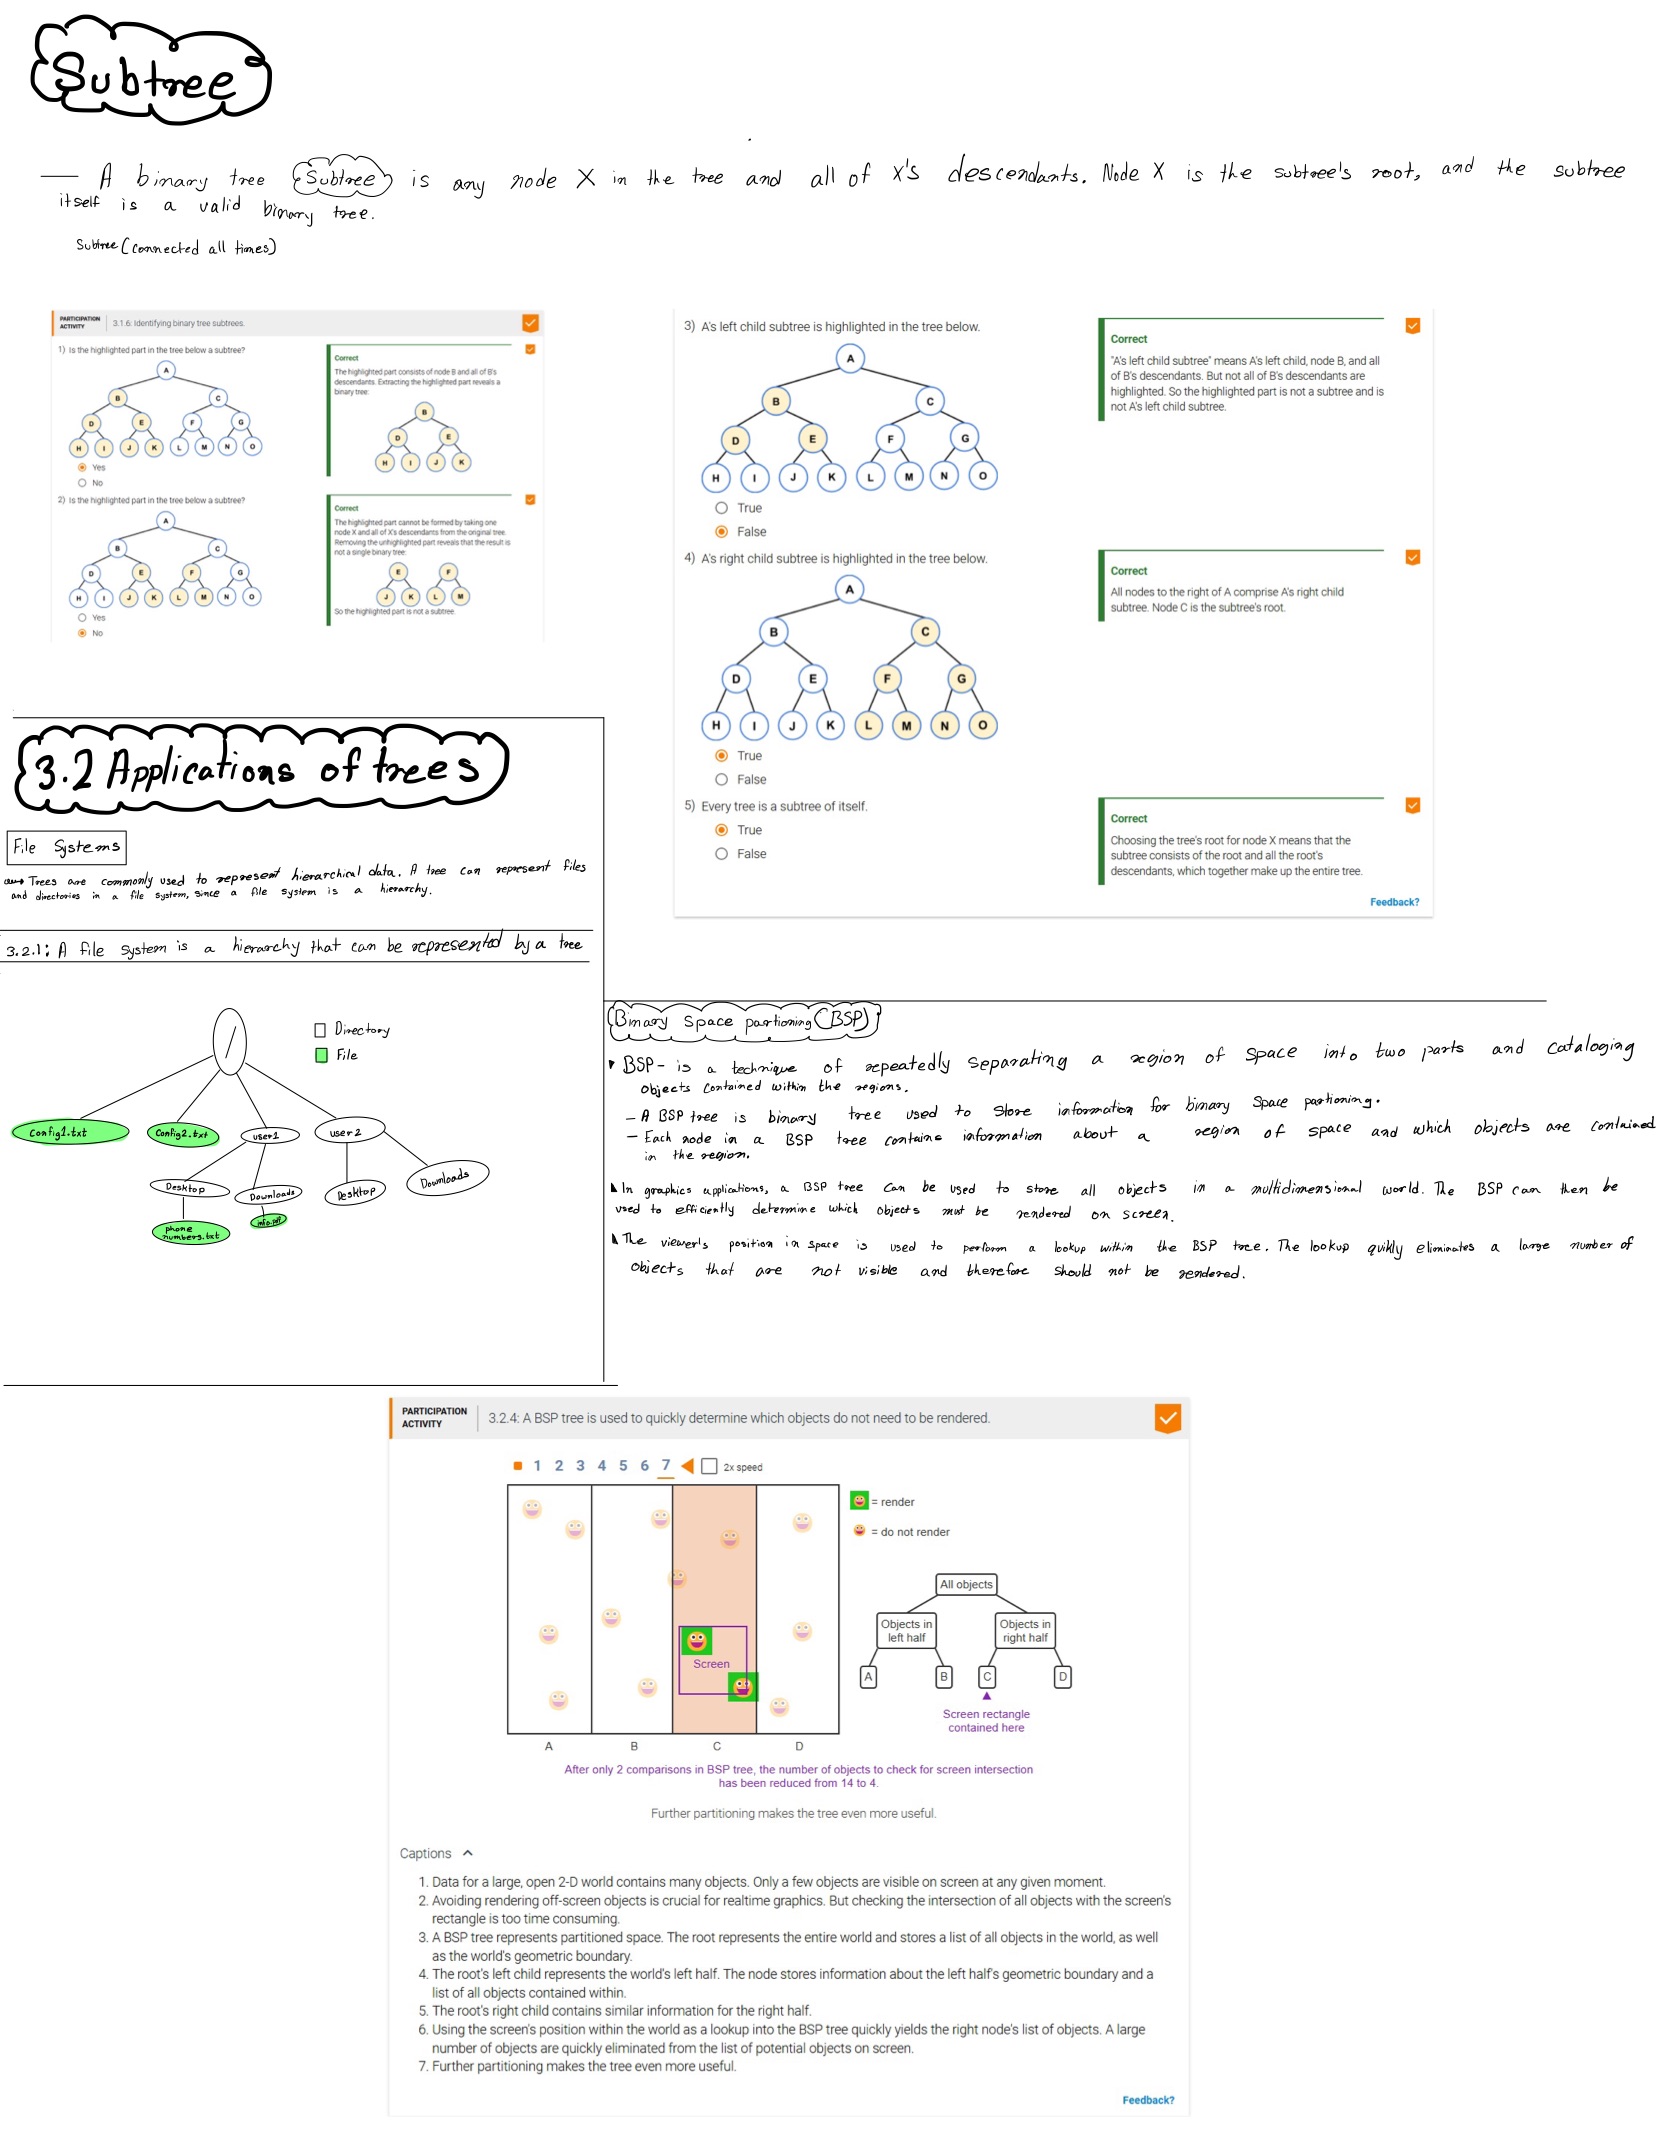 Subtree
— A binary tree Subtree is any node X in the tree and all of X's descendants. Node X is the subtree's root, and the subtree
itself is a valid binary tree.
Subtree (connected all times)
PARTICIPATION ACTIVITY
3.1.6: Identifying binary tree subtrees.
1) Is the highlighted part in the tree below a subtree?
A
B C
D E F G
H I J K L M N O
Yes
No
Correct
The highlighted part consists of node B and all of B's
descendants. Extracting the highlighted part reveals a
binary tree:
B
D E
H I J K
2) Is the highlighted part in the tree below a subtree?
A
B C
D E F G
H I J K L M N O
Yes
No
Correct
The highlighted part cannot be formed by taking one
node X and all of X's descendants from the original tree.
Removing the unhighlighted part reveals that the result is
not a single binary tree:
E F
J K L M
So the highlighted part is not a subtree.
3) A's left child subtree is highlighted in the tree below.
A
B C
D E F G
H I J K L M N O
True
False
Correct
"A's left child subtree" means A's left child, node B, and all
of B's descendants. But not all of B's descendants are
highlighted. So the highlighted part is not a subtree and is
not A's left child subtree.
4) A's right child subtree is highlighted in the tree below.
A
B C
D E F G
H I J K L M N O
True
False
Correct
All nodes to the right of A comprise A's right child
subtree. Node C is the subtree's root.
5) Every tree is a subtree of itself.
True
False
Correct
Choosing the tree's root for node X means that the
subtree consists of the root and all the root's
descendants, which together make up the entire tree.
Feedback?
3.2 Applications of trees
File Systems
Trees are commonly used to represent hierarchical data. A tree can represent files
and directories in a file system, since a file system is a hierarchy.
3.2.1: A file system is a hierarchy that can be represented by a tree
/
Directory
File
Config1.txt
Config2.txt
user1
user2
Desktop
Downloads
Desktop
Downloads
phone
numbers.txt
info.pdf
Binary Space partioning (BSP)
BSP - is a technique of repeatedly separating a region of space into two parts and cataloging
objects contained within the regions.
- A BSP tree is binary tree used to store information for binary space partioning.
- Each node in a BSP tree contains information about a region of space and which objects are contained
in the region.
In graphics applications, a BSP tree can be used to store all objects in a multidimensional world. The BSP can then be
used to efficiently determine which objects must be rendered on screen.
The viewer's position in space is used to perform a lookup within the BSP tree. The lookup quikly eliminates a large number of
objects that are not visible and therefore should not be rendered.
PARTICIPATION ACTIVITY
3.2.4: A BSP tree is used to quickly determine which objects do not need to be rendered.
1 2 3 4 5 6 7 2x speed
= render
= do not render
Screen
A B C D
All objects
Objects in left half
Objects in right half
A B C D
Screen rectangle
contained here
After only 2 comparisons in BSP tree, the number of objects to check for screen intersection
has been reduced from 14 to 4.
Further partitioning makes the tree even more useful.
Captions
1. Data for a large, open 2-D world contains many objects. Only a few objects are visible on screen at any given moment.
2. Avoiding rendering off-screen objects is crucial for realtime graphics. But checking the intersection of all objects with the screen's
rectangle is too time consuming.
3. A BSP tree represents partitioned space. The root represents the entire world and stores a list of all objects in the world, as well
as the world's geometric boundary.
4. The root's left child represents the world's left half. The node stores information about the left half's geometric boundary and a
list of all objects contained within.
5. The root's right child contains similar information for the right half.
6. Using the screen's position within the world as a lookup into the BSP tree quickly yields the right node's list of objects. A large
number of objects are quickly eliminated from the list of potential objects on screen.
7. Further partitioning makes the tree even more useful.
Feedback?